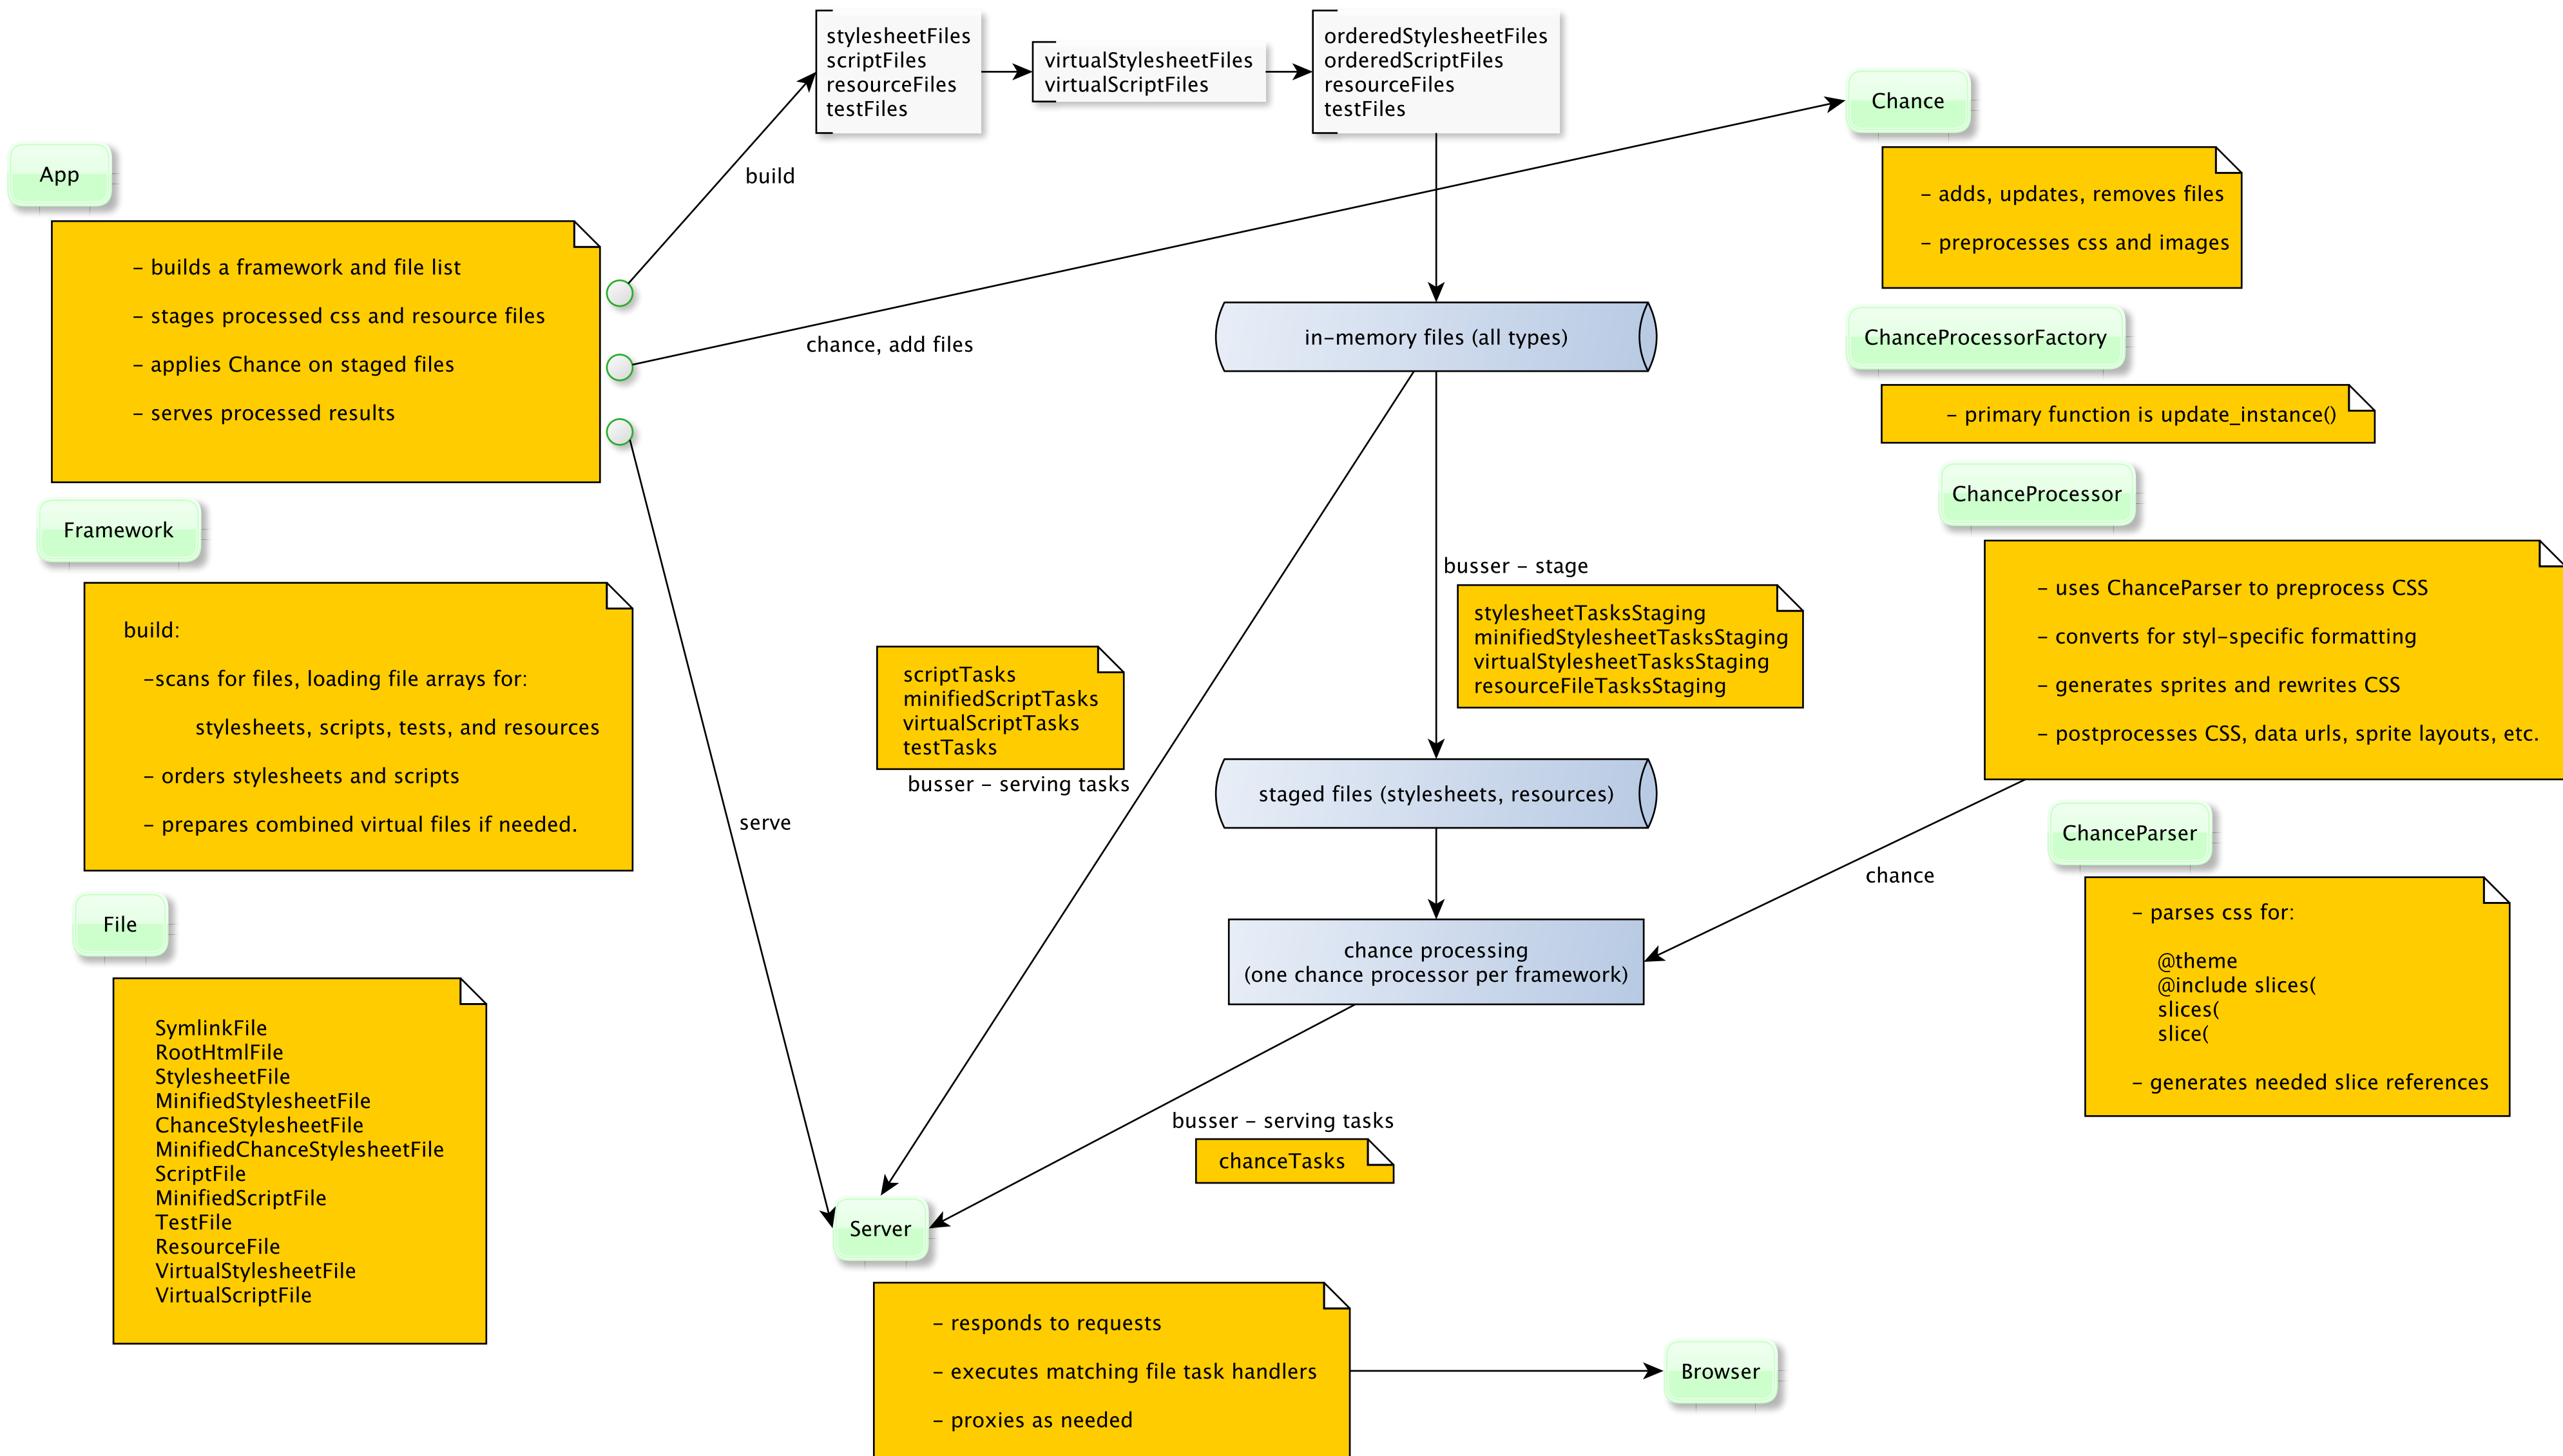 stylesheetFiles
scriptFiles
resourceFiles
testFiles
virtualStylesheetFiles
virtualScriptFiles
orderedStylesheetFiles
orderedScriptFiles
resourceFiles
testFiles
Chance
- adds, updates, removes files
- preprocesses css and images
App
- builds a framework and file list
- stages processed css and resource files
- applies Chance on staged files
- serves processed results
build
chance, add files
serve
in-memory files (all types)
ChanceProcessorFactory
- primary function is update_instance()
ChanceProcessor
- uses ChanceParser to preprocess CSS
- converts for styl-specific formatting
- generates sprites and rewrites CSS
- postprocesses CSS, data urls, sprite layouts, etc.
Framework
build:
-scans for files, loading file arrays for:
stylesheets, scripts, tests, and resources
- orders stylesheets and scripts
- prepares combined virtual files if needed.
busser - stage
stylesheetTasksStaging
minifiedStylesheetTasksStaging
virtualStylesheetTasksStaging
resourceFileTasksStaging
scriptTasks
minifiedScriptTasks
virtualScriptTasks
testTasks
busser - serving tasks
staged files (stylesheets, resources)
chance
ChanceParser
- parses css for:
@theme
@include slices(
slices(
slice(
- generates needed slice references
chance processing
(one chance processor per framework)
File
SymlinkFile
RootHtmlFile
StylesheetFile
MinifiedStylesheetFile
ChanceStylesheetFile
MinifiedChanceStylesheetFile
ScriptFile
MinifiedScriptFile
TestFile
ResourceFile
VirtualStylesheetFile
VirtualScriptFile
busser - serving tasks
chanceTasks
Server
- responds to requests
- executes matching file task handlers
- proxies as needed
Browser